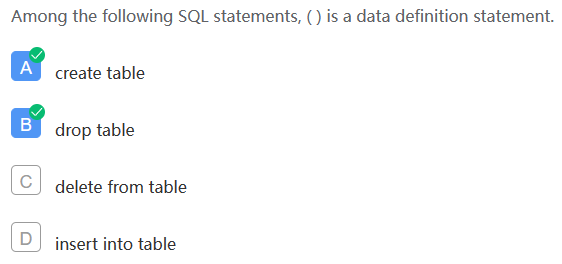 Among the following SQL statements, ( ) is a data definition statement.
A create table
B drop table
C delete from table
D insert into table